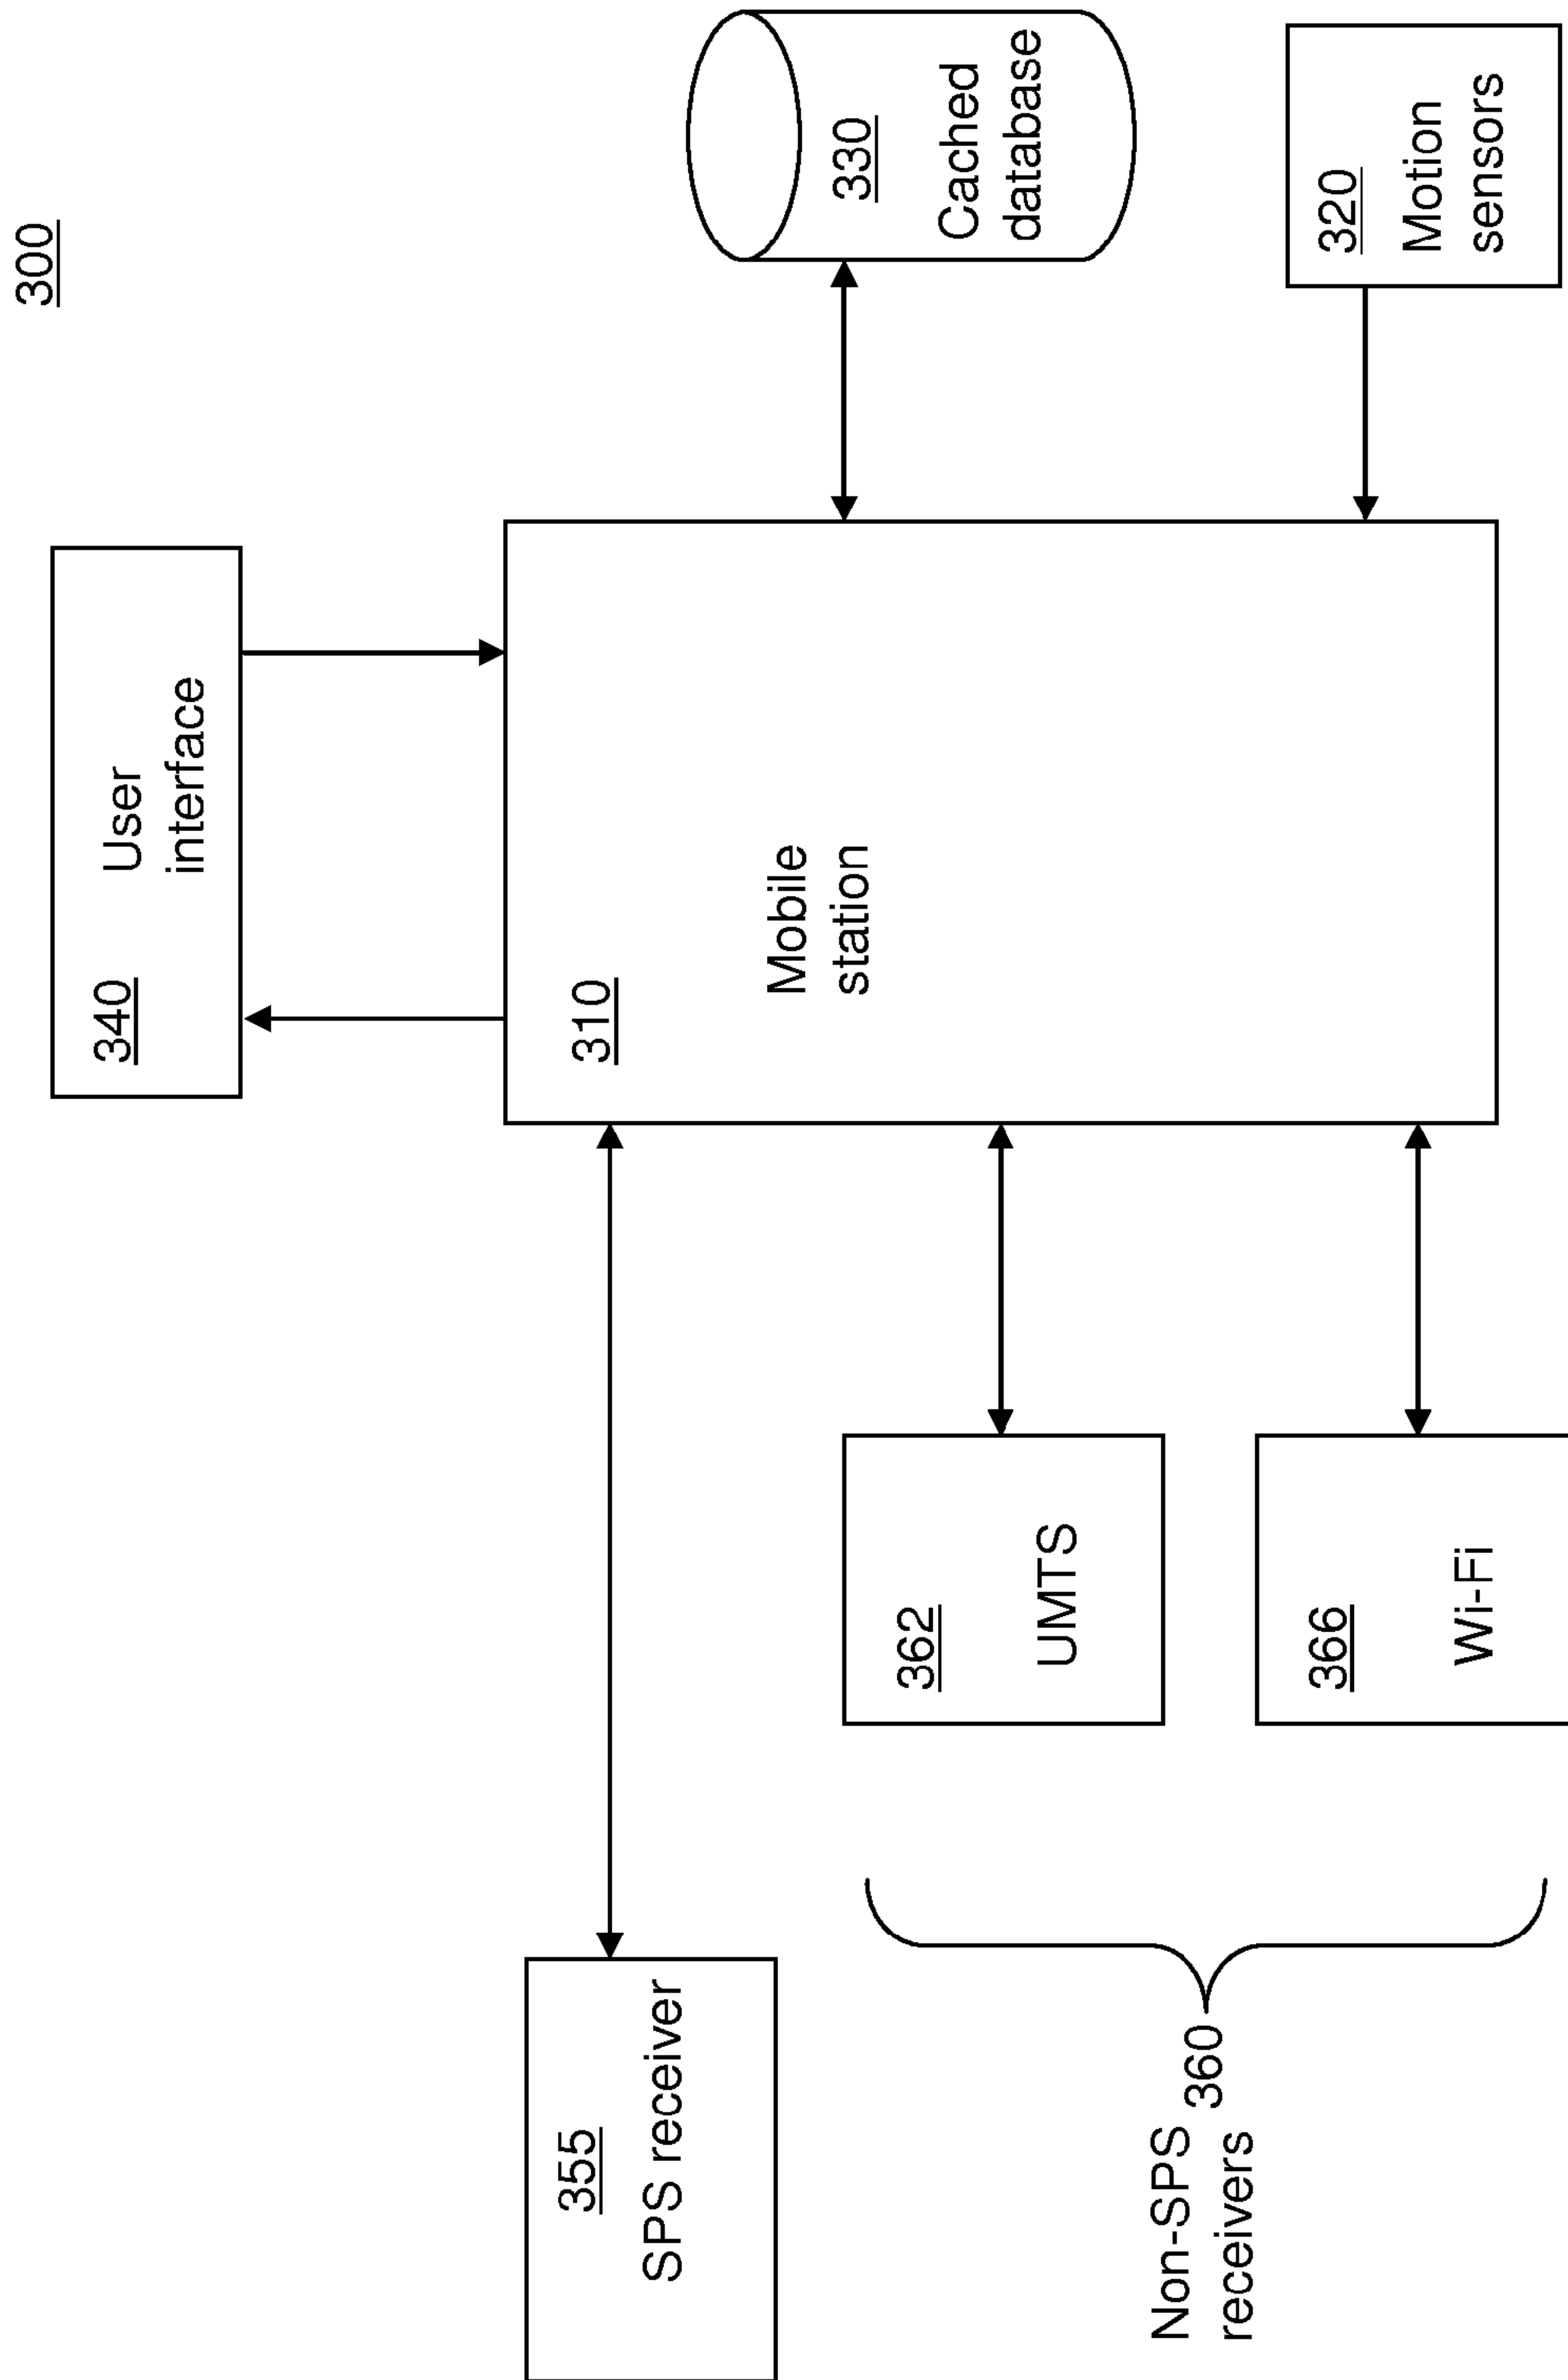 300
340
User
interface
310
Mobile
station
330
Cached
database
320
Motion
sensors
355
SPS receiver
362
UMTS
366
Wi-Fi
Non-SPS 360
receivers